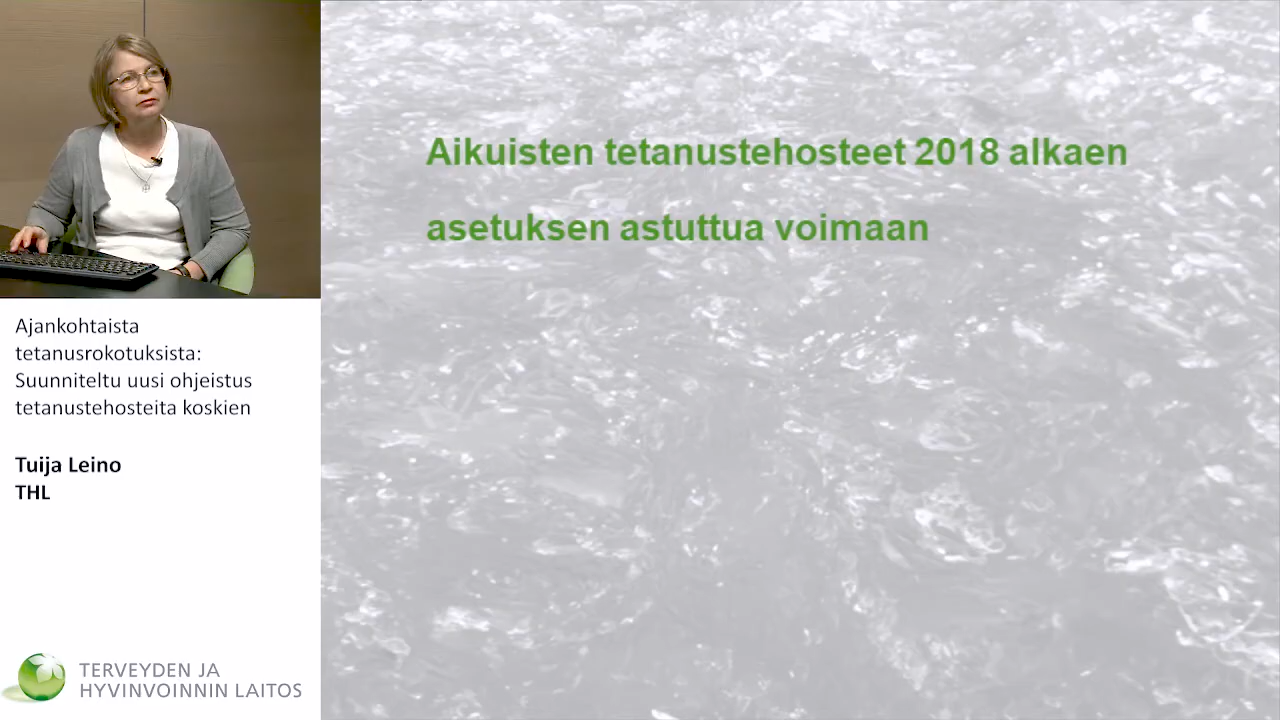 Aikuisten tetanustehosteet 2018 alkaen
asetuksen astuttua voimaan
Ajankohtaista
tetanusrokotuksista:
Suunniteltu uusi ohjeistus
tetanustehosteita koskien
Tuija Leino
THL
TERVEYDEN JA
HYVINVOINNIN LAITOS